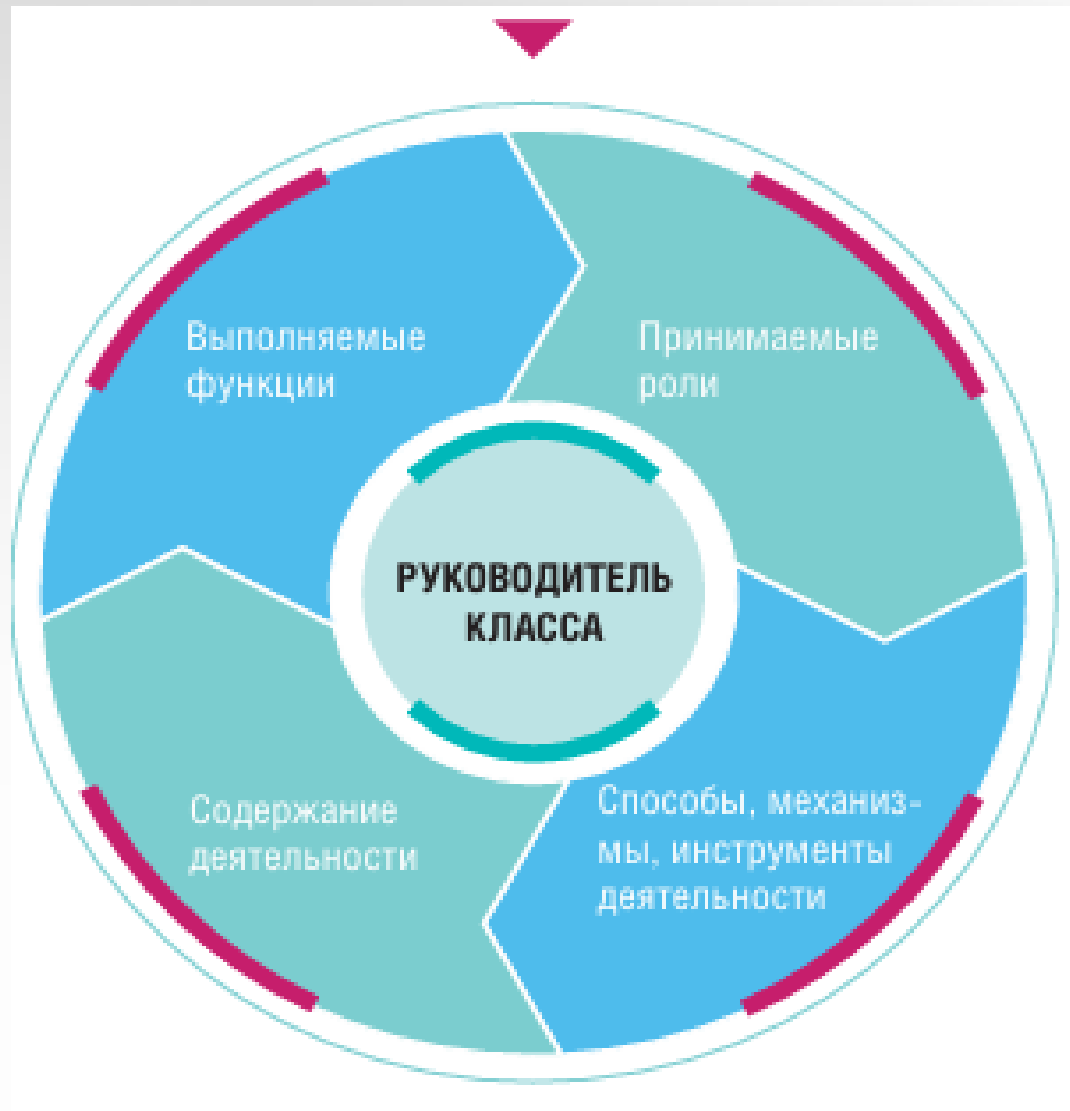 Выполняемые
функции
Принимаемые
роли
РУКОВОДИТЕЛЬ
КЛАССА
Содержание
деятельности
Способы, механиз-
мы, инструменты
деятельности